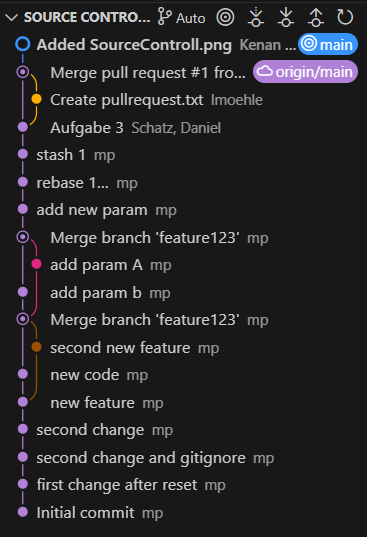 SOURCE CONTRO... Auto
Added SourceControll.png Kenan ... main
Merge pull request #1 fro... origin/main
Create pullrequest.txt lmoehle
Aufgabe 3 Schatz, Daniel
stash 1 mp
rebase 1... mp
add new param mp
Merge branch 'feature123' mp
add param A mp
add param b mp
Merge branch 'feature123' mp
second new feature mp
new code mp
new feature mp
second change mp
second change and gitignore mp
first change after reset mp
Initial commit mp